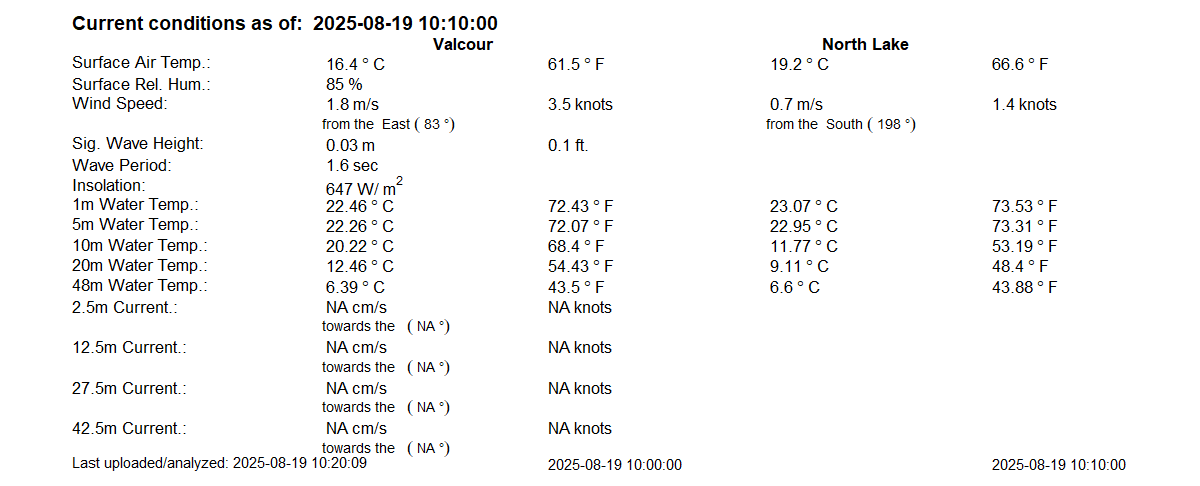 Current conditions as of: 2025-08-19 10:10:00
Valcour North Lake
Surface Air Temp.: 16.4 ° C 61.5 ° F 19.2 ° C 66.6 ° F
Surface Rel. Hum.: 85 %
Wind Speed: 1.8 m/s 3.5 knots 0.7 m/s 1.4 knots
from the East ( 83 °) from the South ( 198 °)
Sig. Wave Height: 0.03 m 0.1 ft.
Wave Period: 1.6 sec
Insolation: 647 W/ m²
1m Water Temp.: 22.46 ° C 72.43 ° F 23.07 ° C 73.53 ° F
5m Water Temp.: 22.26 ° C 72.07 ° F 22.95 ° C 73.31 ° F
10m Water Temp.: 20.22 ° C 68.4 ° F 11.77 ° C 53.19 ° F
20m Water Temp.: 12.46 ° C 54.43 ° F 9.11 ° C 48.4 ° F
48m Water Temp.: 6.39 ° C 43.5 ° F 6.6 ° C 43.88 ° F
2.5m Current.: NA cm/s NA knots
towards the ( NA °)
12.5m Current.: NA cm/s NA knots
towards the ( NA °)
27.5m Current.: NA cm/s NA knots
towards the ( NA °)
42.5m Current.: NA cm/s NA knots
towards the ( NA °)
Last uploaded/analyzed: 2025-08-19 10:20:09 2025-08-19 10:00:00 2025-08-19 10:10:00